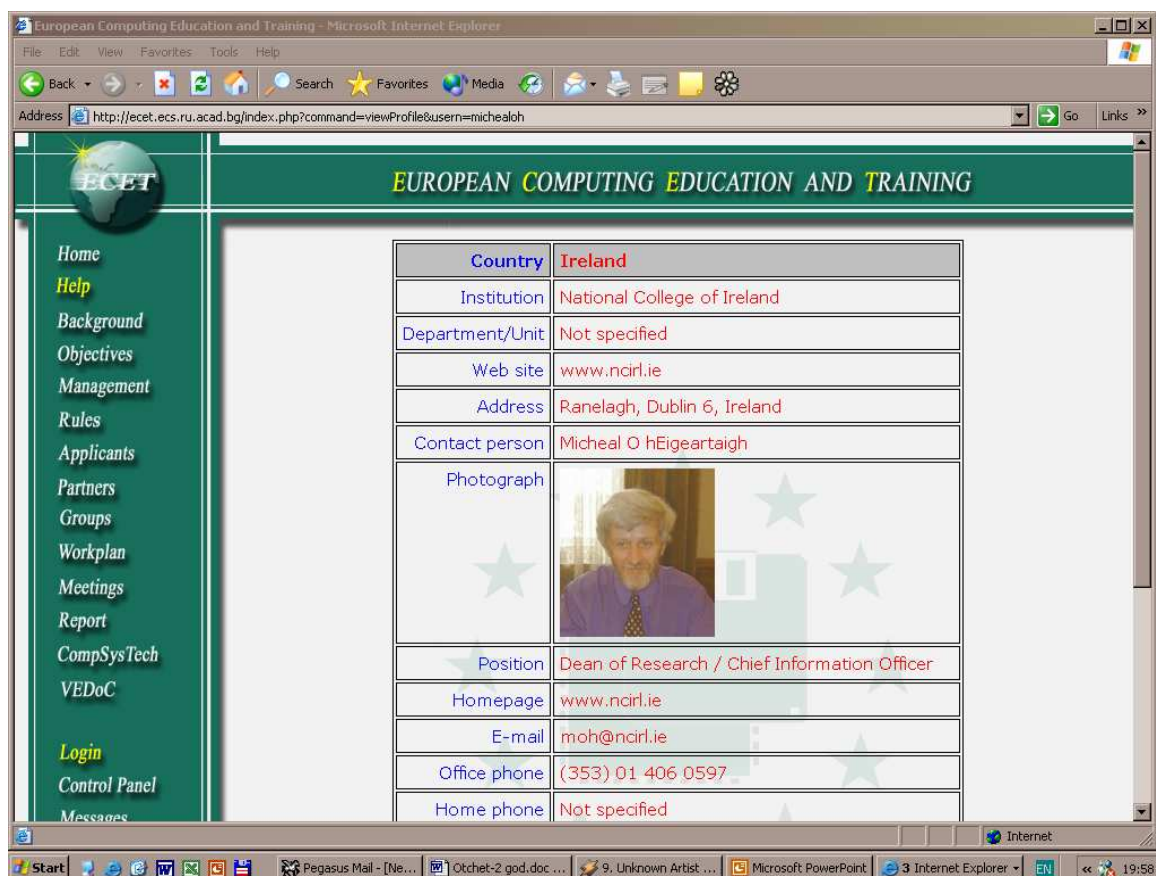 European Computing Education and Training - Microsoft Internet Explorer
File Edit View Favorites Tools Help
Back Search Favorites Media
Address http://ecet.ecs.ru.acad.bg/index.php?command=viewProfile&usern=michealoh Go Links »
ECET
EUROPEAN COMPUTING EDUCATION AND TRAINING
Home
Help
Background
Objectives
Management
Rules
Applicants
Partners
Groups
Workplan
Meetings
Report
CompSysTech
VEDoC
Login
Control Panel
Messages
Country Ireland
Institution National College of Ireland
Department/Unit Not specified
Web site www.ncirl.ie
Address Ranelagh, Dublin 6, Ireland
Contact person Micheal O hEigeartaigh
Photograph
Position Dean of Research / Chief Information Officer
Homepage www.ncirl.ie
E-mail moh@ncirl.ie
Office phone (353) 01 406 0597
Home phone Not specified
Internet
Start Pegasus Mail - [Ne... Otchet-2 god.doc ... 9. Unknown Artist ... Microsoft PowerPoint 3 Internet Explorer EN « 19:58